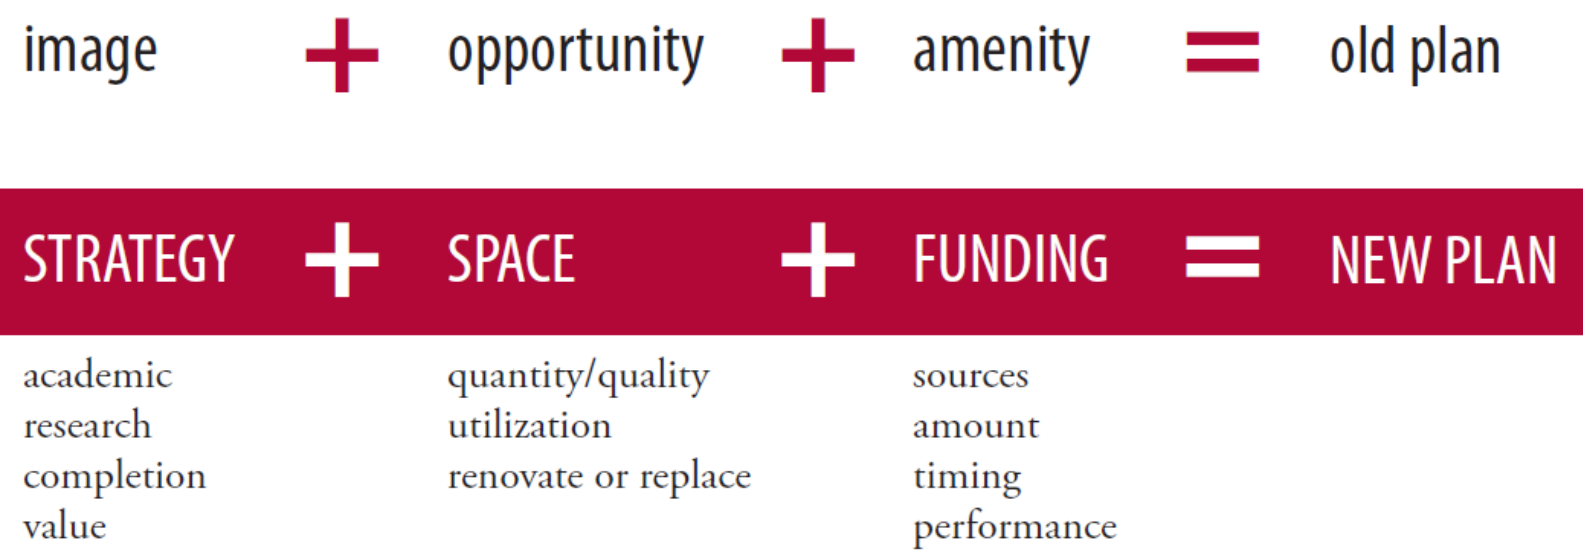 image + opportunity + amenity = old plan
STRATEGY + SPACE + FUNDING = NEW PLAN
academic quantity/quality sources
research utilization amount
completion renovate or replace timing
value performance